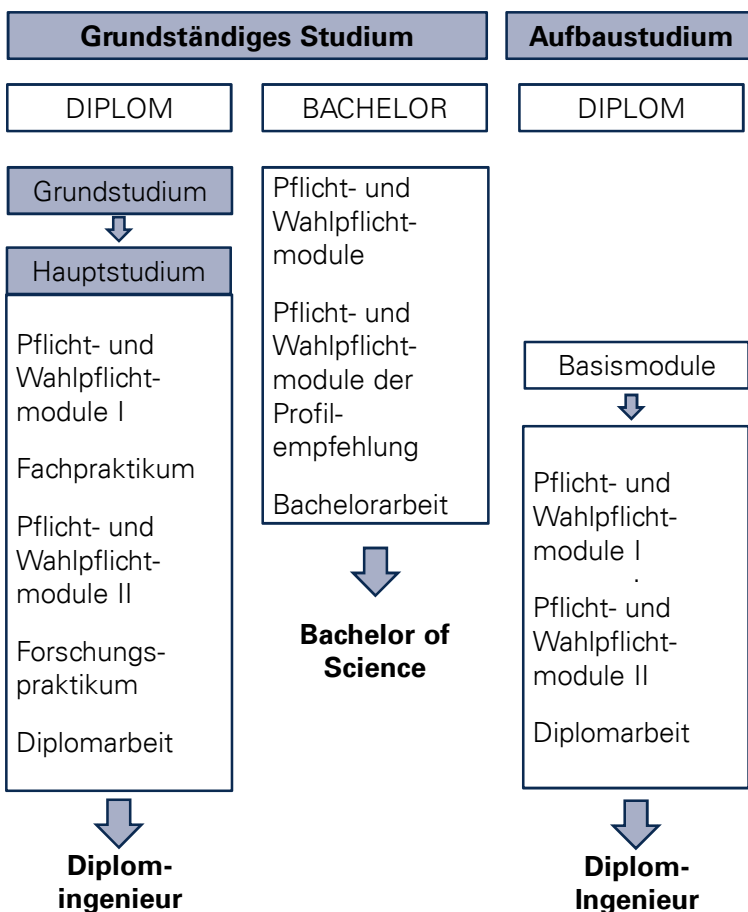 Grundständiges Studium
Aufbaustudium
DIPLOM
BACHELOR
DIPLOM
Grundstudium
Hauptstudium
Pflicht- und
Wahlpflicht-
module I
Fachpraktikum
Pflicht- und
Wahlpflicht-
module II
Forschungs-
praktikum
Diplomarbeit
Diplom-
ingenieur
Pflicht- und
Wahlpflicht-
module
Pflicht- und
Wahlpflicht-
module der
Profil-
empfehlung
Bachelorarbeit
Bachelor of
Science
Basismodule
Pflicht- und
Wahlpflicht-
module I
.
Pflicht- und
Wahlpflicht-
module II
Diplomarbeit
Diplom-
Ingenieur